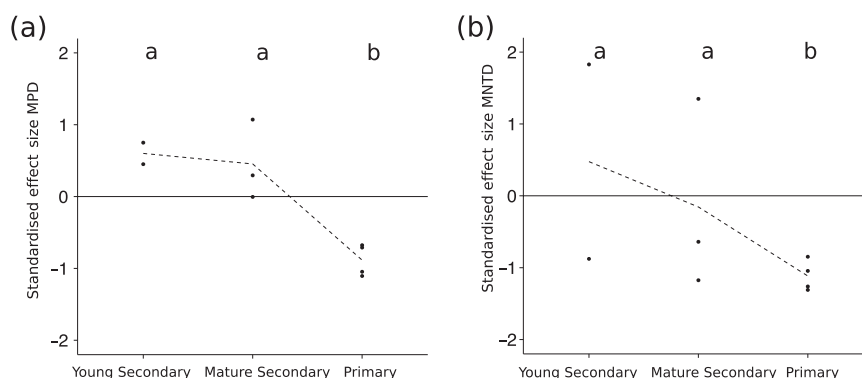 (a)
Standardised effect size MPD
2
1
0
−1
−2
a
a
b
Young Secondary
Mature Secondary
Primary
(b)
Standardised effect size MNTD
2
1
0
−1
−2
a
a
b
Young Secondary
Mature Secondary
Primary